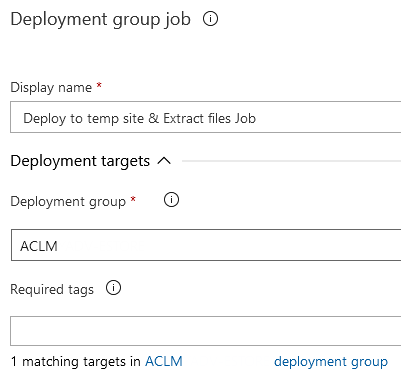 Deployment group job
Display name *
Deploy to temp site & Extract files Job
Deployment targets
Deployment group *
ACLM
Required tags
1 matching targets in ACLM deployment group